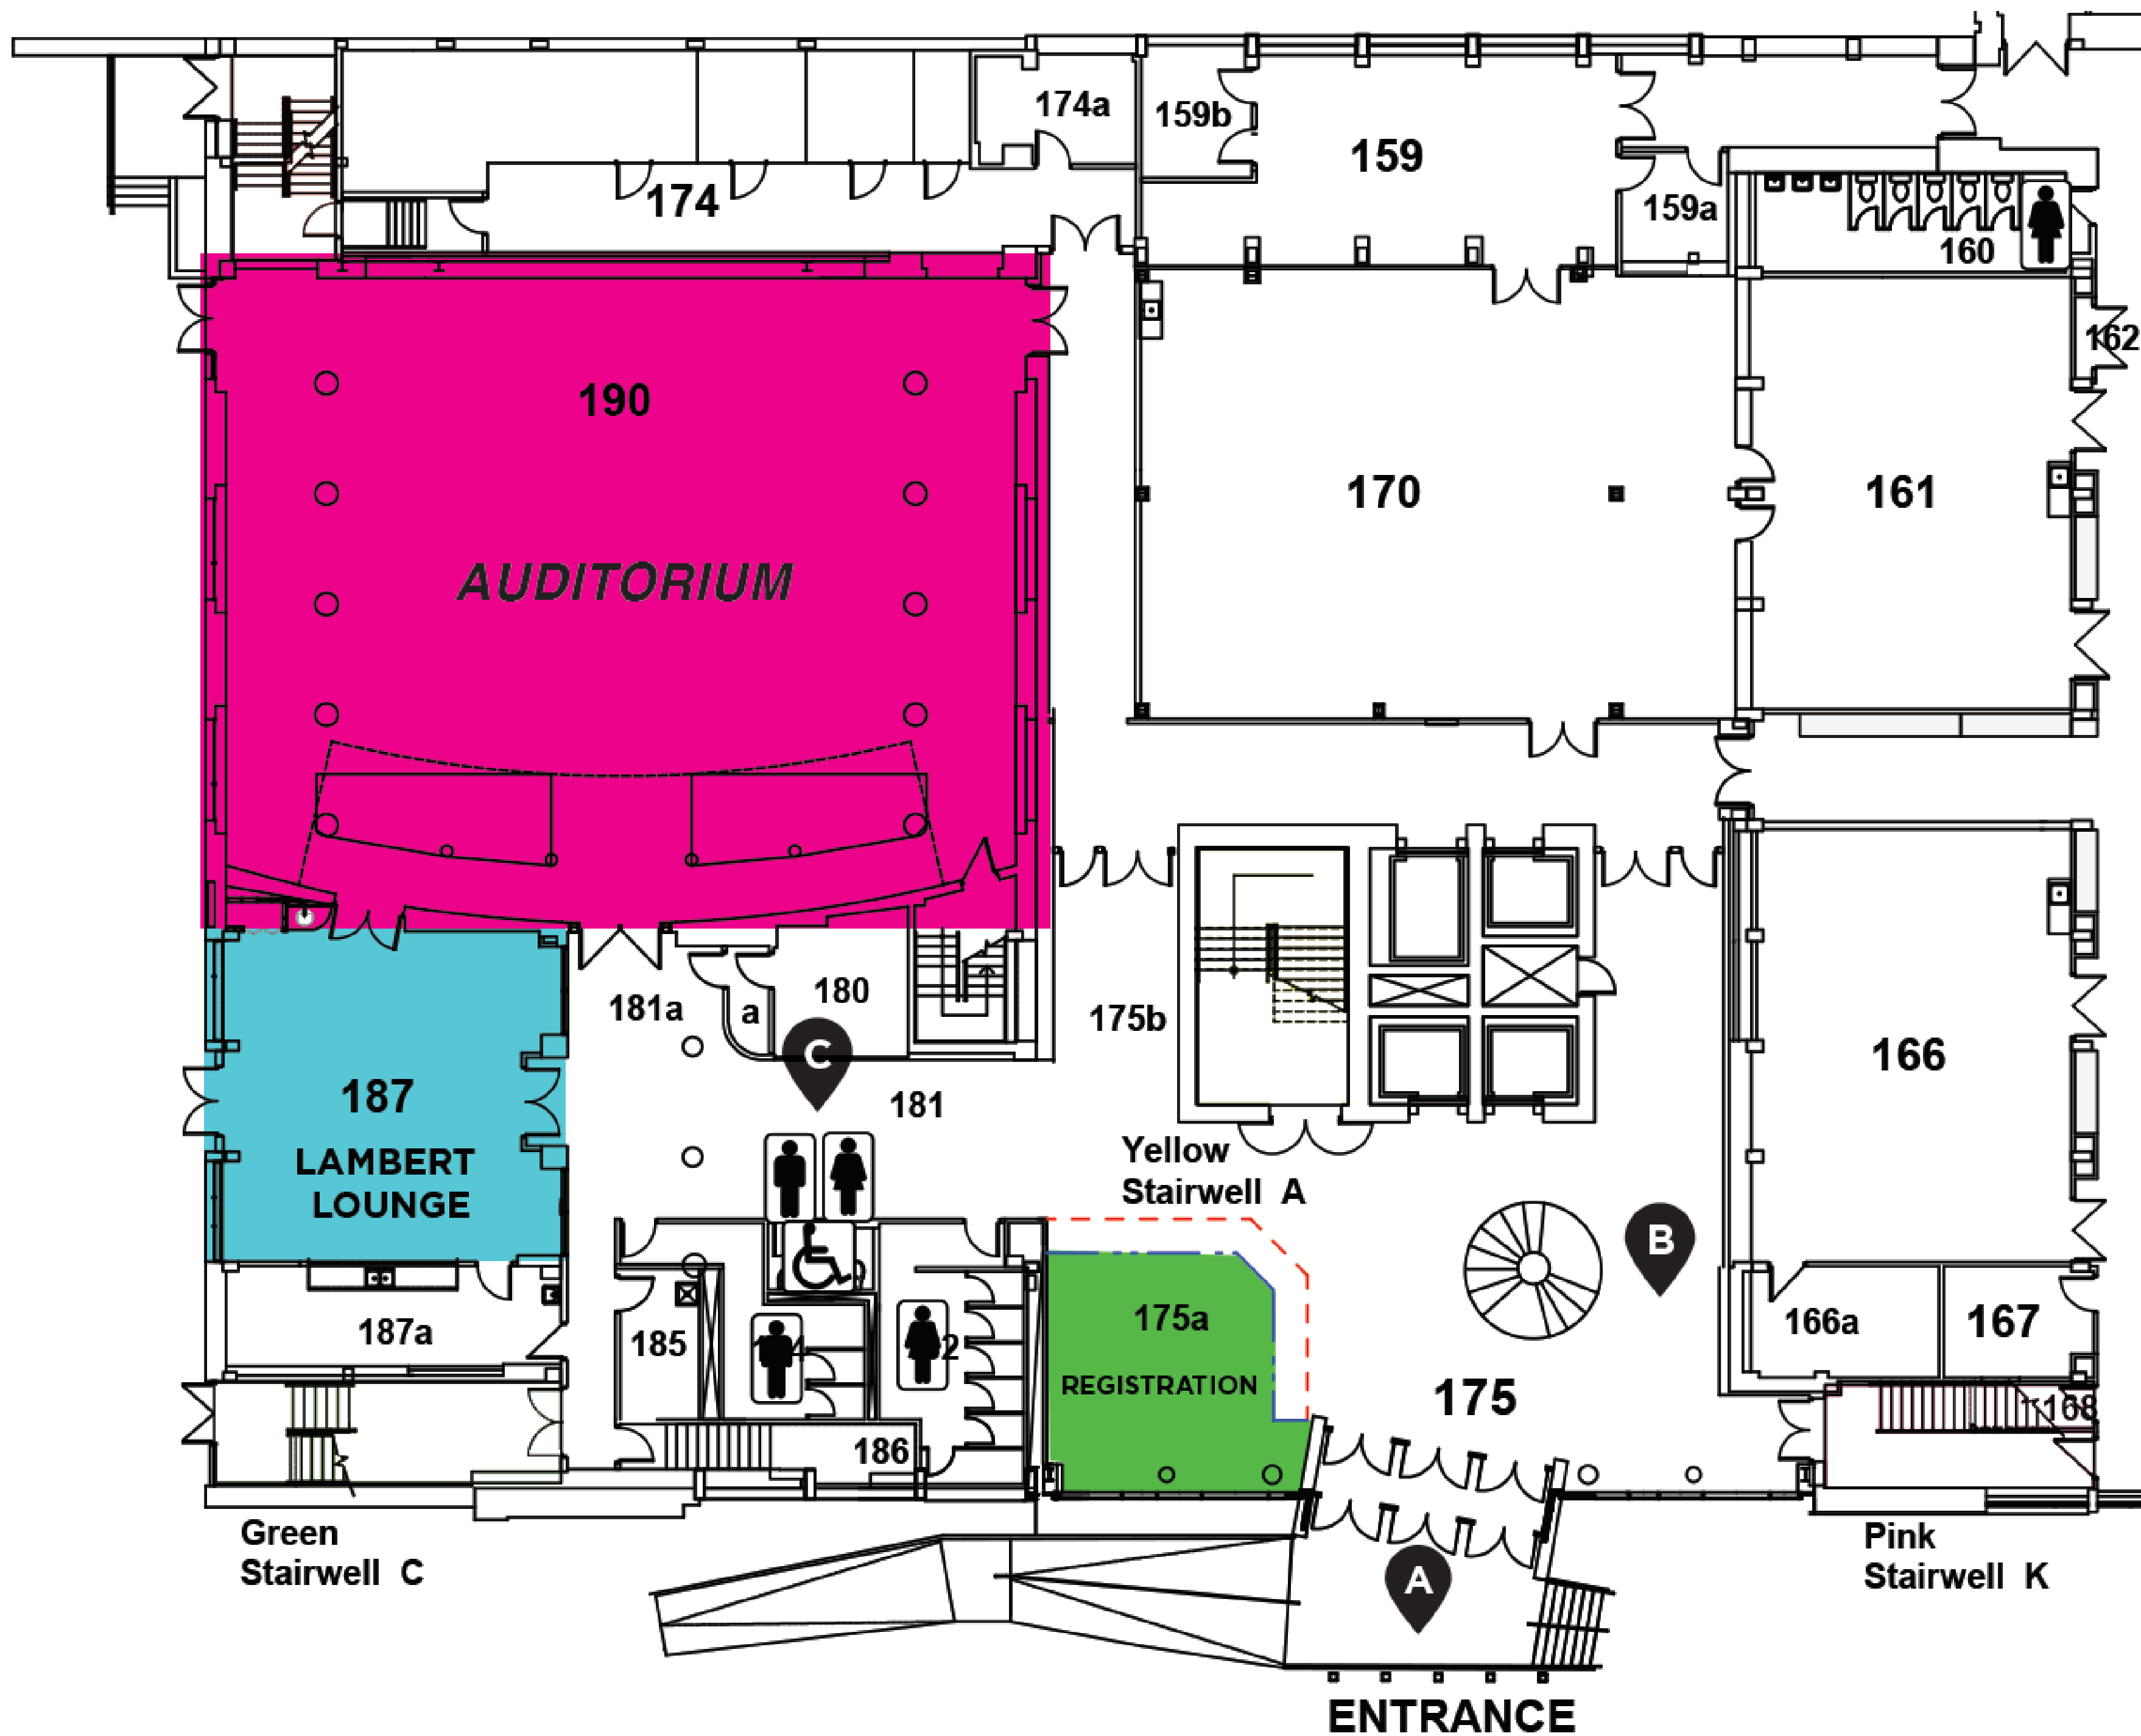 174a
159b
159
174
159a
160
162
190
170
161
AUDITORIUM
181a
a
180
175b
C
166
187
181
LAMBERT
LOUNGE
Yellow
Stairwell A
B
175a
187a
185
166a
167
REGISTRATION
175
168
186
Green
Stairwell C
Pink
Stairwell K
A
ENTRANCE